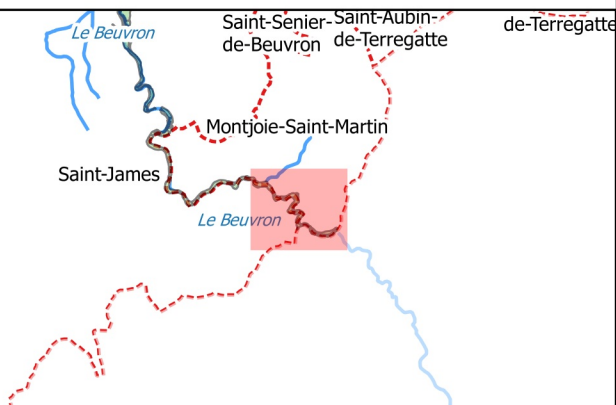 Le Beuvron
Saint-Senier-
de-Beuvron
Saint-Aubin-
de-Terregatte
de-Terregatte
Montjoie-Saint-Martin
Saint-James
Le Beuvron